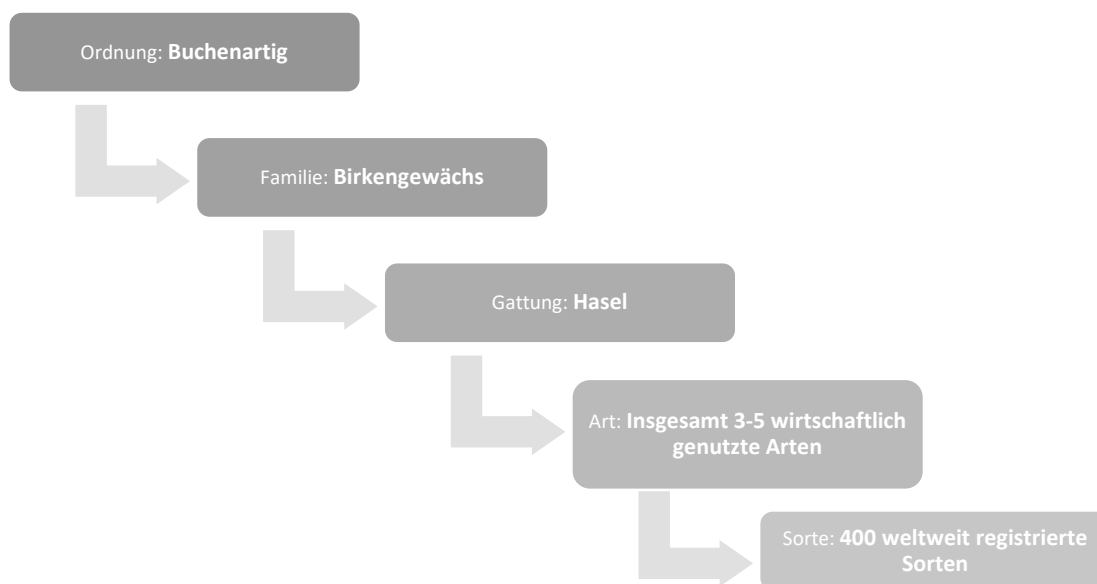 Ordnung: Buchenartig
Familie: Birkengewächs
Gattung: Hasel
Art: Insgesamt 3-5 wirtschaftlich
genutzte Arten
Sorte: 400 weltweit registrierte
Sorten